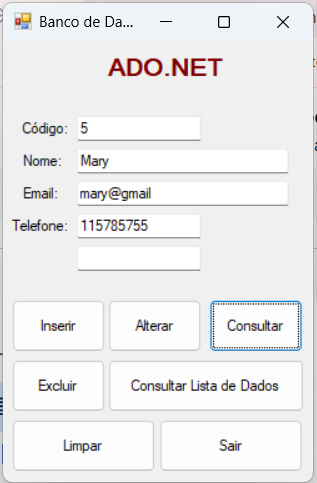 Banco de Da...
ADO.NET
Código: 5
Nome: Mary
Email: mary@gmail
Telefone: 115785755
Inserir Alterar Consultar
Excluir Consultar Lista de Dados
Limpar Sair